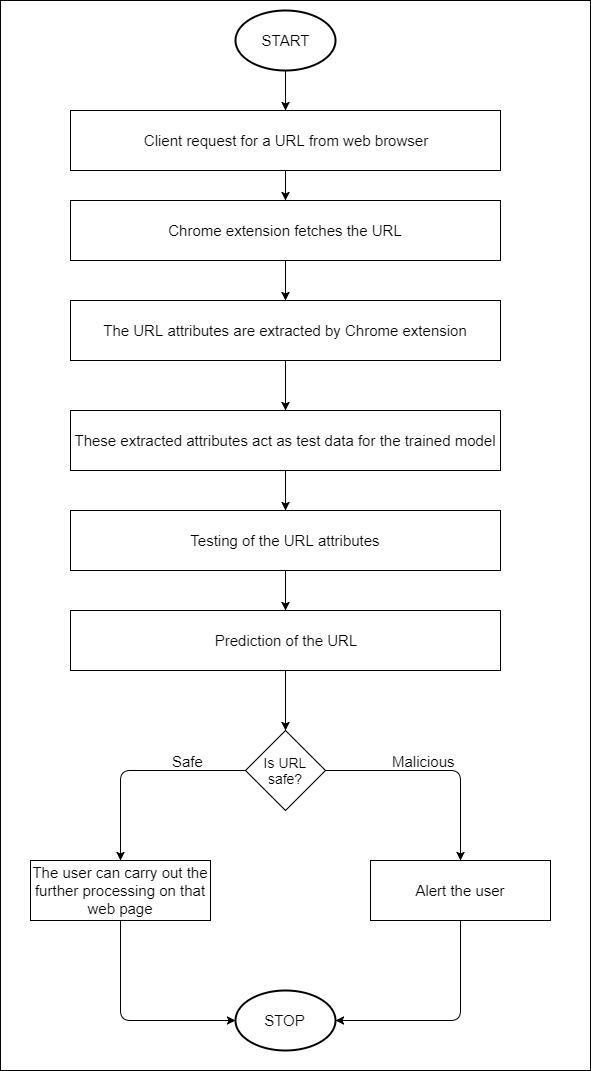 START
Client request for a URL from web browser
Chrome extension fetches the URL
The URL attributes are extracted by Chrome extension
These extracted attributes act as test data for the trained model
Testing of the URL attributes
Prediction of the URL
Is URL
safe?
Safe
Malicious
The user can carry out the
further processing on that
web page
Alert the user
STOP